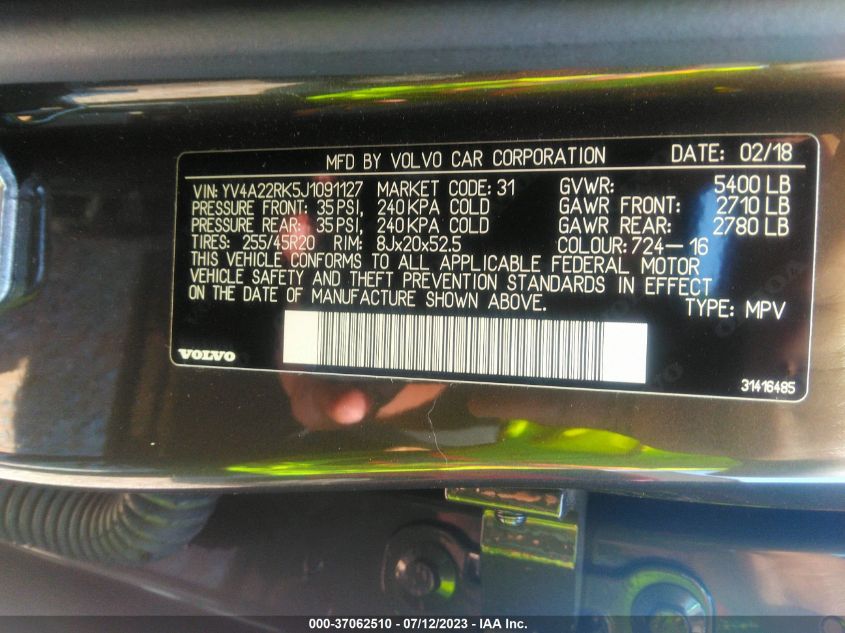 MFD BY VOLVO CAR CORPORATION DATE: 02/18
VIN: YV4A22RK5J1091127 MARKET CODE: 31 GVWR: 5400 LB
PRESSURE FRONT: 35PSI, 240KPA COLD GAWR FRONT: 2710 LB
PRESSURE REAR: 35PSI, 240KPA COLD GAWR REAR: 2780 LB
TIRES: 255/45R20 RIM: 8Jx20x52.5 COLOUR: 724-16
THIS VEHICLE CONFORMS TO ALL APPLICABLE FEDERAL MOTOR
VEHICLE SAFETY AND THEFT PREVENTION STANDARDS IN EFFECT
ON THE DATE OF MANUFACTURE SHOWN ABOVE. TYPE: MPV
VOLVO
31416485
000-37062510 - 07/12/2023 - IAA Inc.